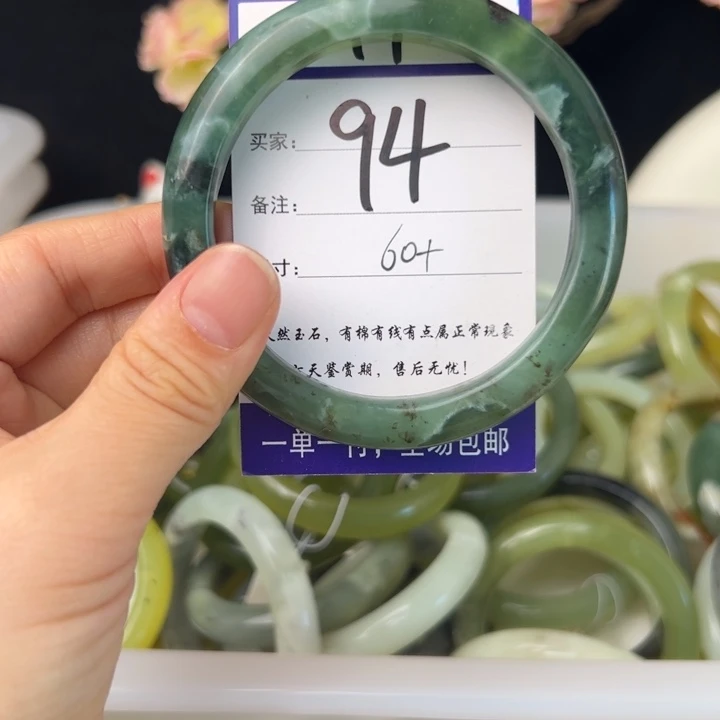 买家: 94
备注:
寸: 60+
然玉石，有棉有线有点属正常现象
天鉴赏期，售后无忧！
一单一 包邮